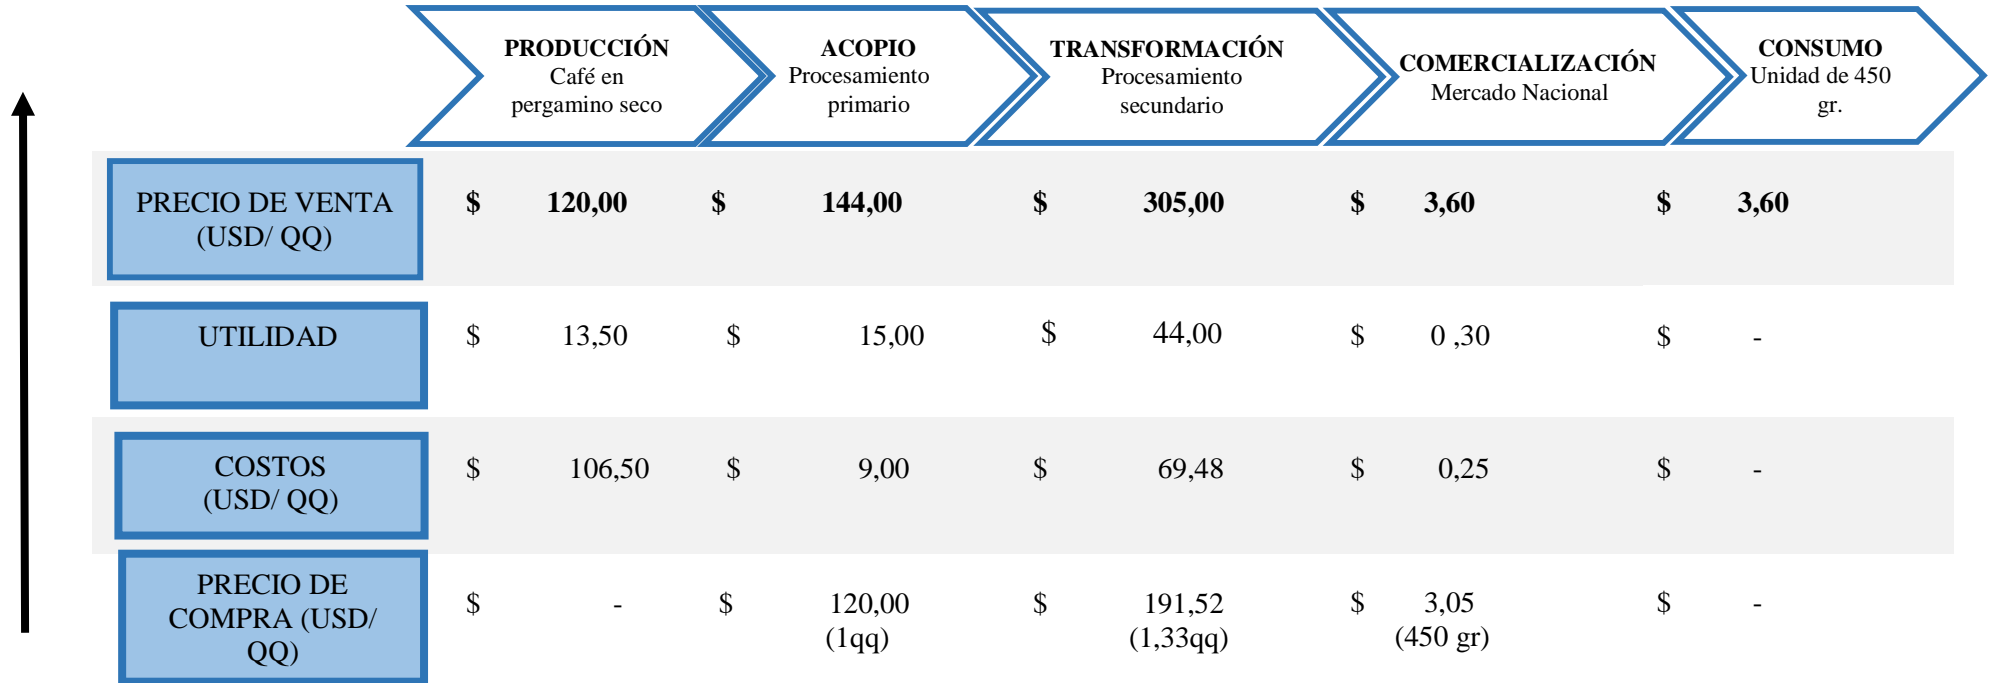 PRODUCCIÓN
Café en
pergamino seco
ACOPIO
Procesamiento
primario
TRANSFORMACIÓN
Procesamiento
secundario
COMERCIALIZACIÓN
Mercado Nacional
CONSUMO
Unidad de 450
gr.
PRECIO DE VENTA
(USD/ QQ)
$ 120,00 $ 144,00 $ 305,00 $ 3,60 $ 3,60
UTILIDAD
$ 13,50 $ 15,00 $ 44,00 $ 0 ,30 $ -
COSTOS
(USD/ QQ)
$ 106,50 $ 9,00 $ 69,48 $ 0,25 $ -
PRECIO DE
COMPRA (USD/
QQ)
$ - $ 120,00 $ 191,52 $ 3,05 $ -
(1qq) (1,33qq) (450 gr)